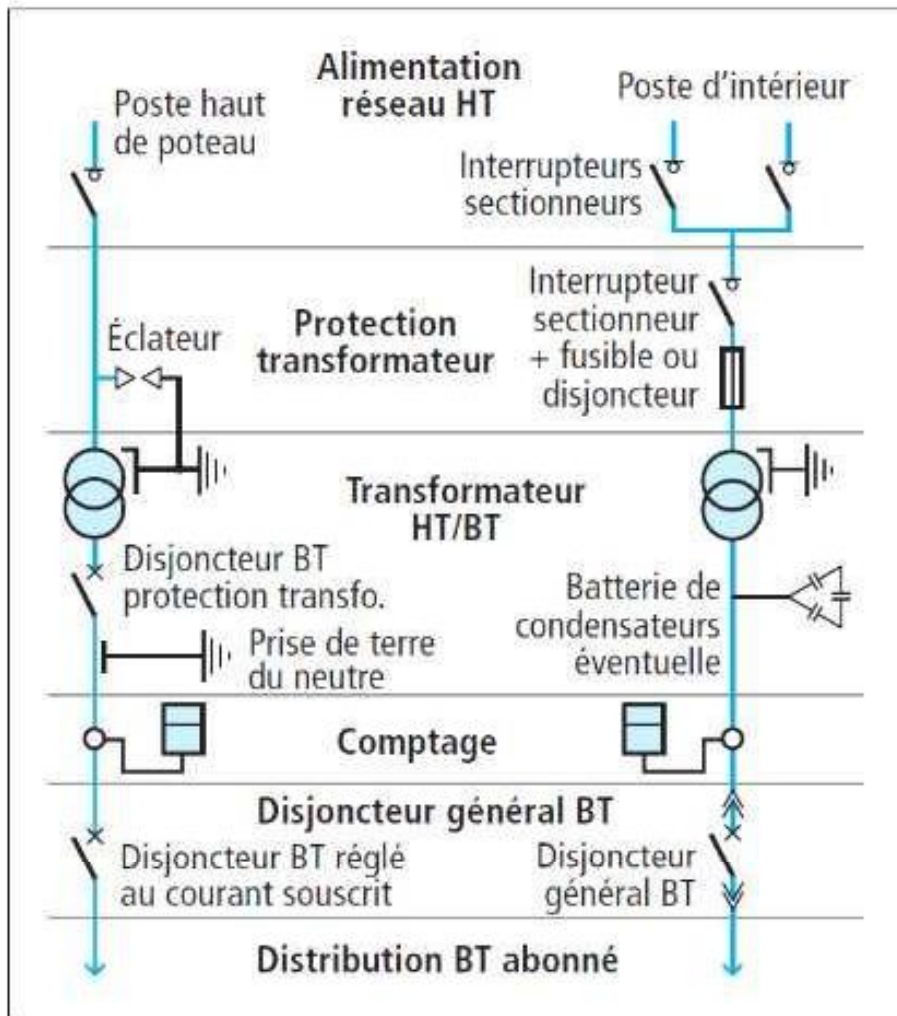 Alimentation
réseau HT
Poste haut
de poteau
Poste d'intérieur
Interrupteurs
sectionneurs
Éclateur
Protection
transformateur
Interrupteur
sectionneur
+ fusible ou
disjoncteur
Transformateur
HT/BT
Disjoncteur BT
protection transfo.
Prise de terre
du neutre
Batterie de
condensateurs
éventuelle
Comptage
Disjoncteur général BT
Disjoncteur BT réglé
au courant souscrit
Disjoncteur
général BT
Distribution BT abonné